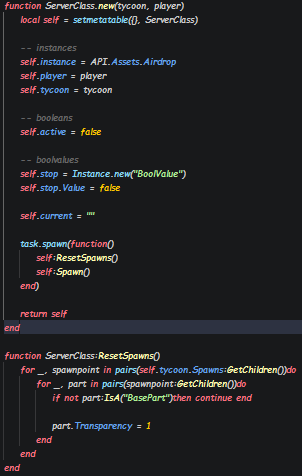 function ServerClass.new(tycoon, player)
local self = setmetatable({}, ServerClass)
-- instances
self.instance = API.Assets.Airdrop
self.player = player
self.tycoon = tycoon
-- booleans
self.active = false
-- boolvalues
self.stop = Instance.new("BoolValue")
self.stop.Value = false
self.current = ""
task.spawn(function()
self:ResetSpawns()
self:Spawn()
end)
return self
end
function ServerClass:ResetSpawns()
for _, spawnpoint in pairs(self.tycoon.Spawns:GetChildren())do
for _, part in pairs(spawnpoint:GetChildren())do
if not part:IsA("BasePart")then continue end
part.Transparency = 1
end
end
end